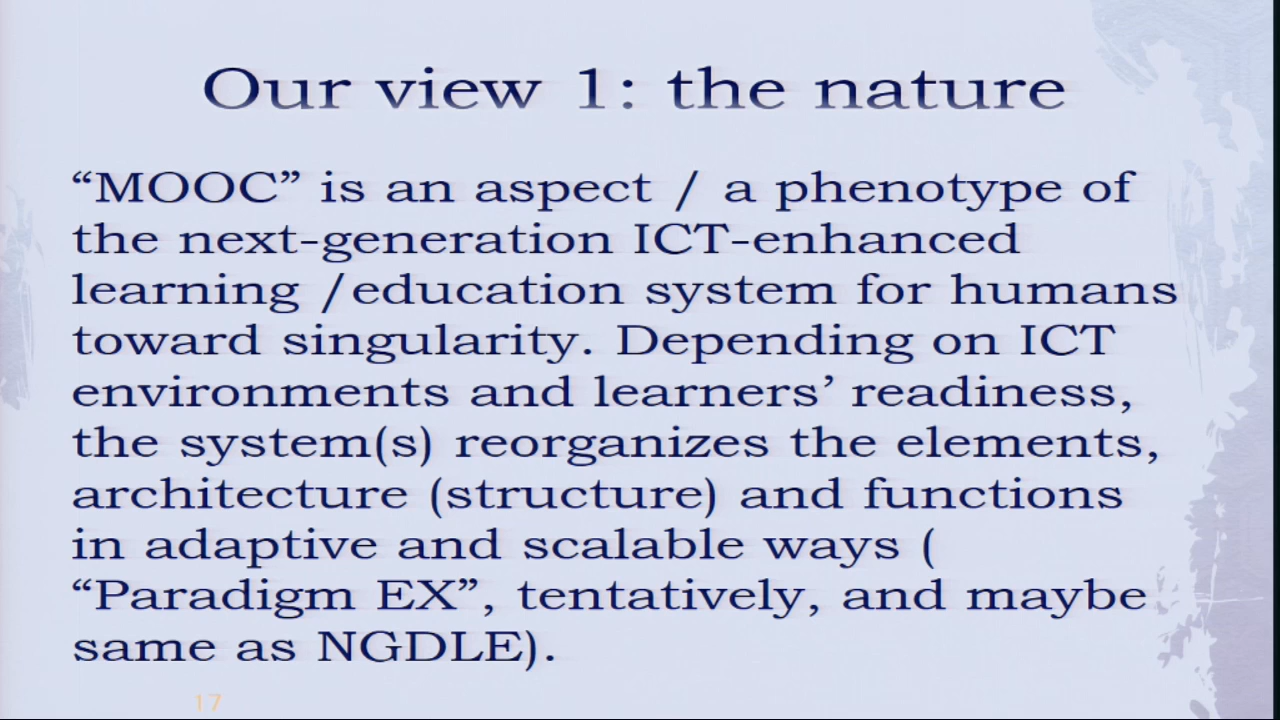 Our view 1: the nature
“MOOC” is an aspect / a phenotype of
the next-generation ICT-enhanced
learning /education system for humans
toward singularity. Depending on ICT
environments and learners’ readiness,
the system(s) reorganizes the elements,
architecture (structure) and functions
in adaptive and scalable ways (
“Paradigm EX”, tentatively, and maybe
same as NGDLE).
17